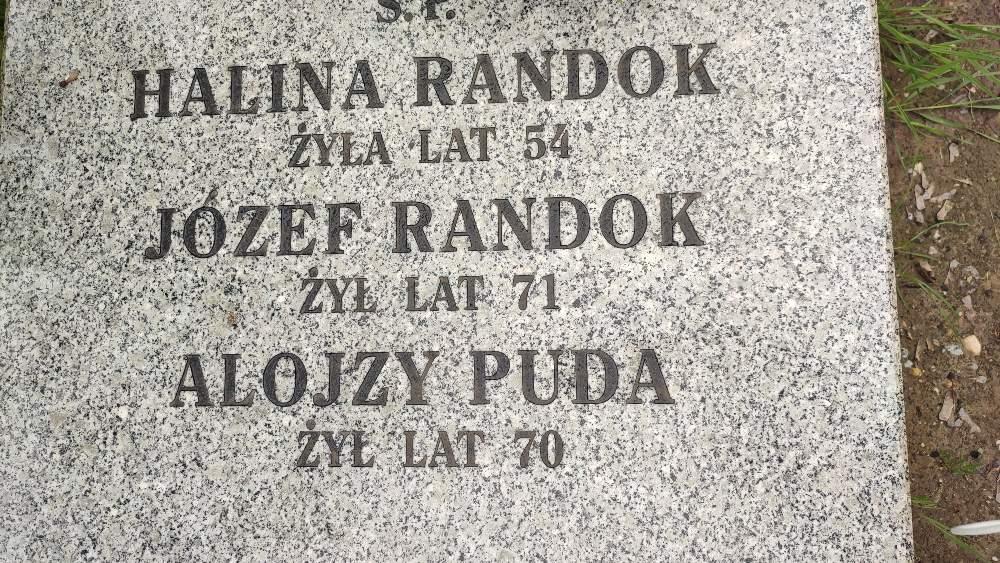 Ś. P.
HALINA RANDOK
ŻYŁA LAT 54
JÓZEF RANDOK
ŻYŁ LAT 71
ALOJZY PUDA
ŻYŁ LAT 70